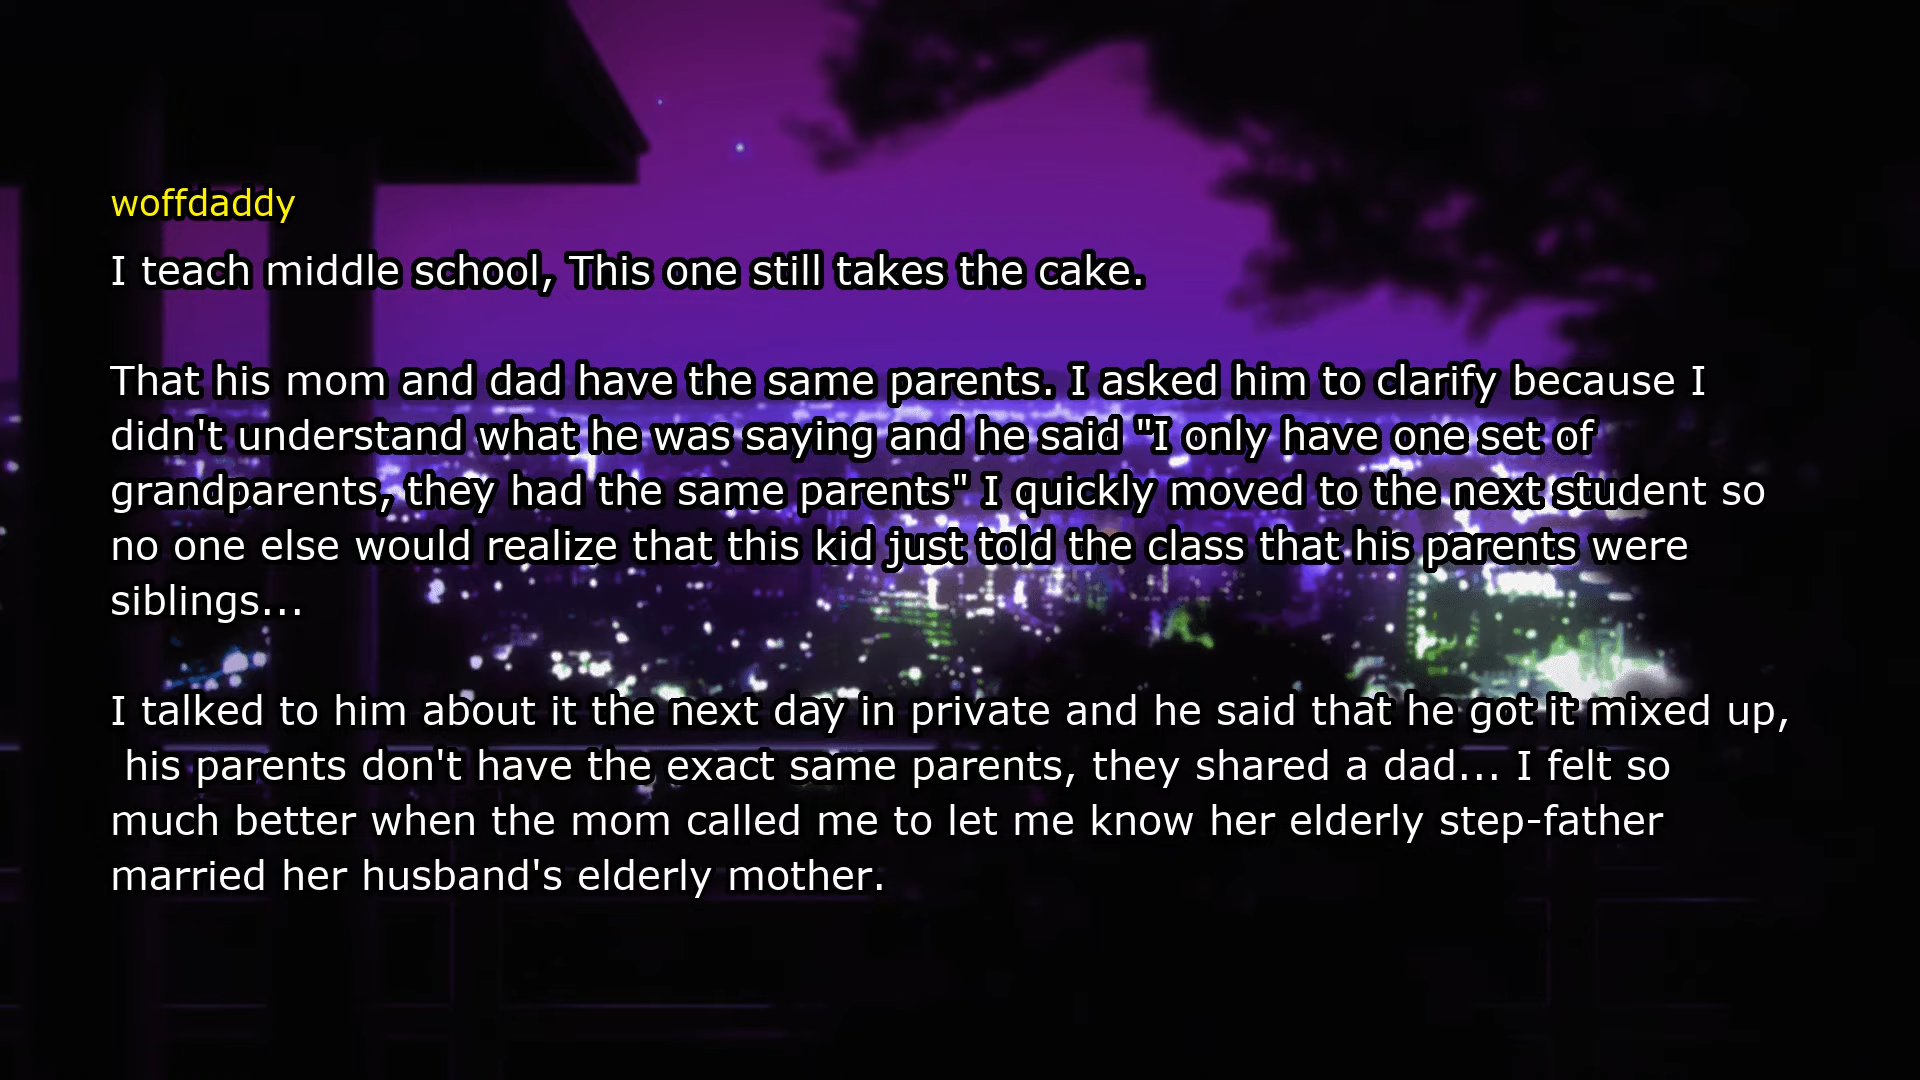 woffdaddy
I teach middle school, This one still takes the cake.
That his mom and dad have the same parents. I asked him to clarify because I
didn't understand what he was saying and he said "I only have one set of
grandparents, they had the same parents" I quickly moved to the next student so
no one else would realize that this kid just told the class that his parents were
siblings...
I talked to him about it the next day in private and he said that he got it mixed up,
his parents don't have the exact same parents, they shared a dad... I felt so
much better when the mom called me to let me know her elderly step-father
married her husband's elderly mother.